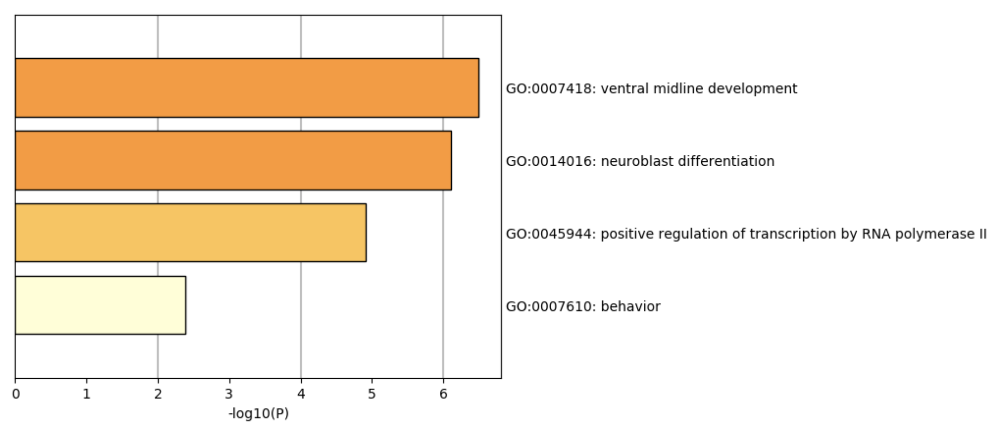 GO:0007418: ventral midline development
GO:0014016: neuroblast differentiation
GO:0045944: positive regulation of transcription by RNA polymerase II
GO:0007610: behavior
0 1 2 3 4 5 6
-log10(P)